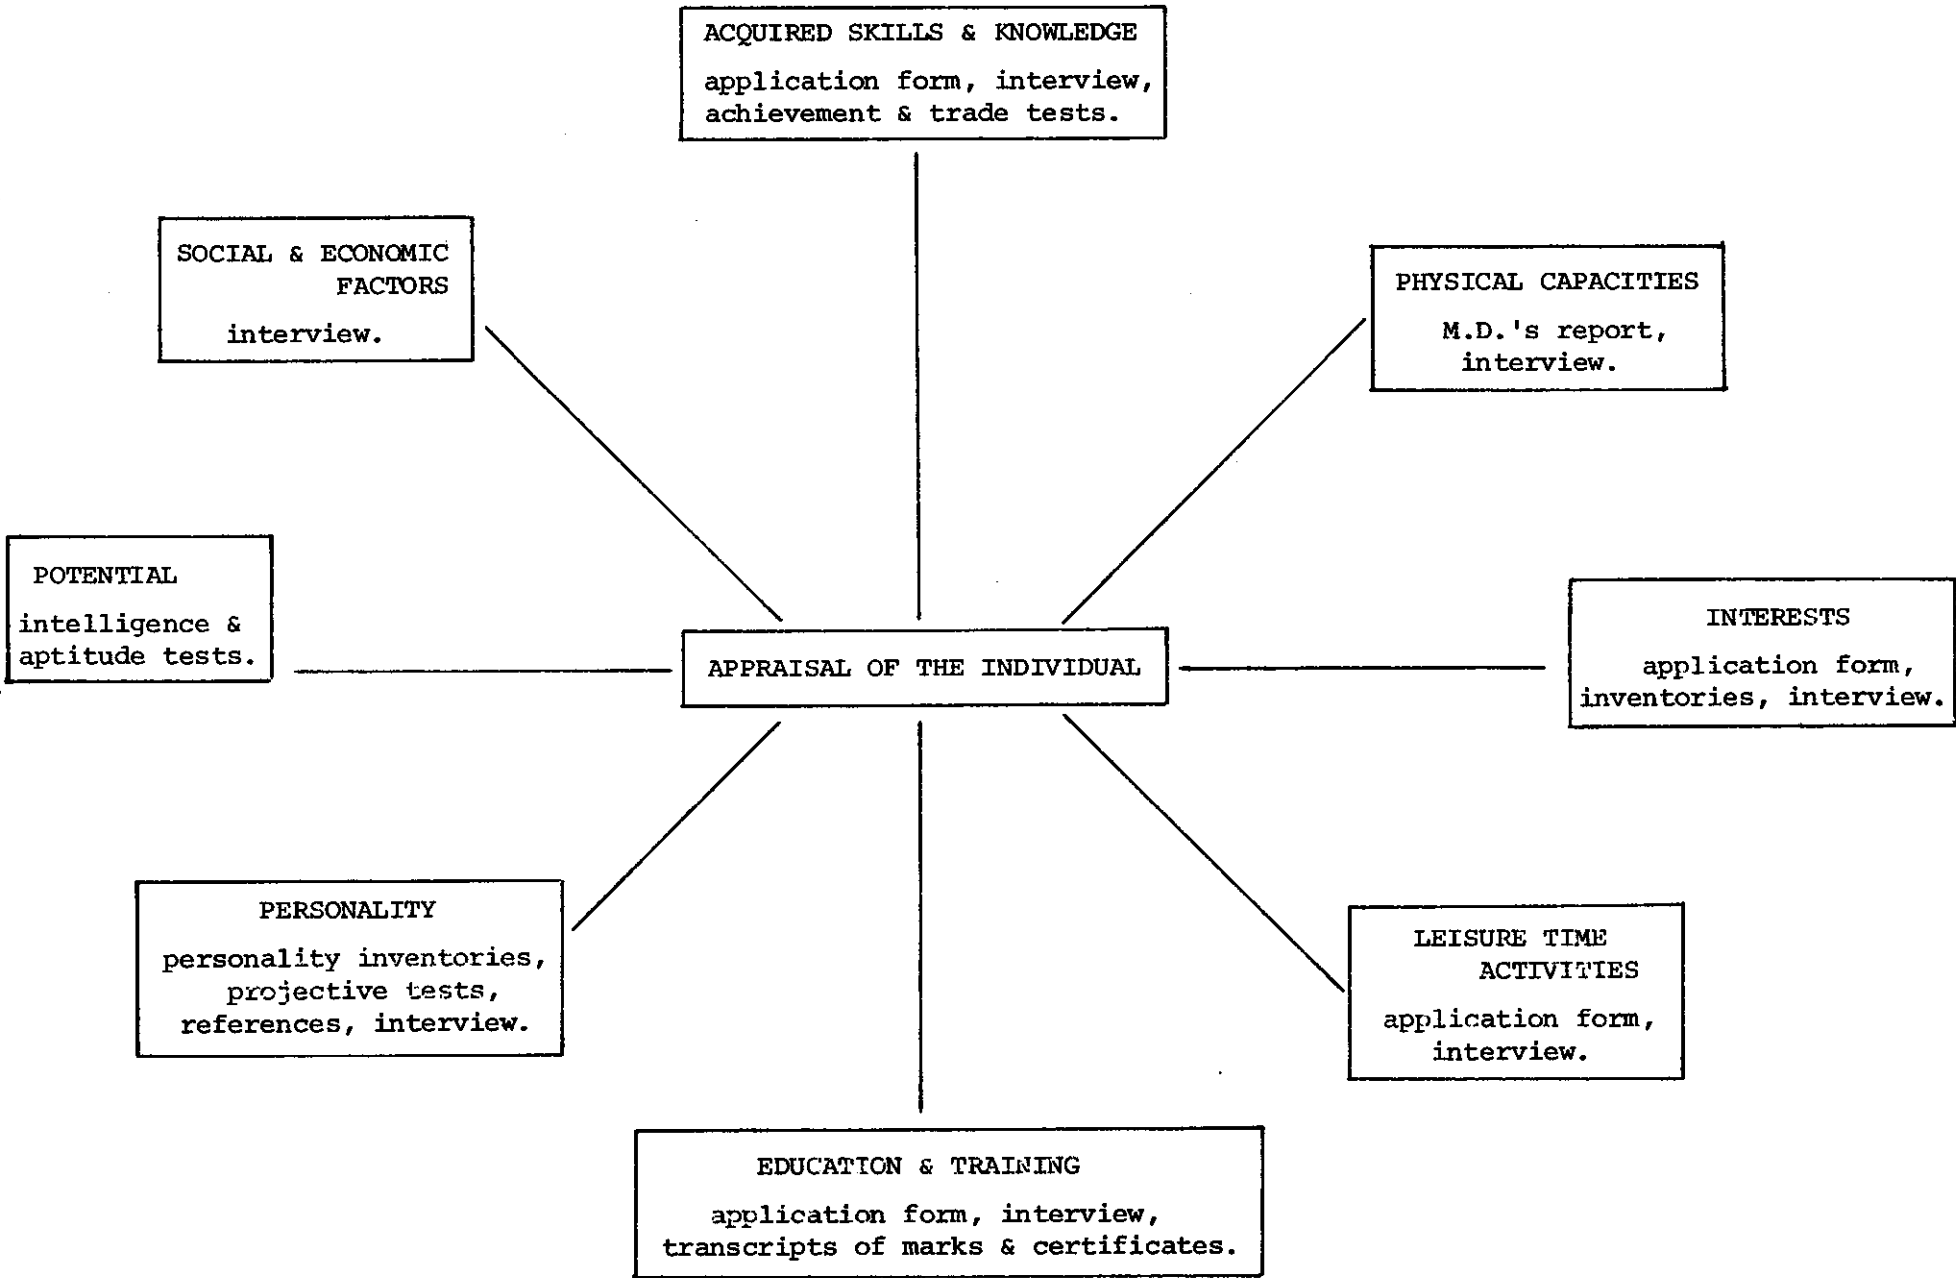 ACQUIRED SKILLS & KNOWLEDGE
application form, interview,
achievement & trade tests.
SOCIAL & ECONOMIC
FACTORS
interview.
PHYSICAL CAPACITIES
M.D.'s report,
interview.
POTENTIAL
intelligence &
aptitude tests.
APPRAISAL OF THE INDIVIDUAL
INTERESTS
application form,
inventories, interview.
PERSONALITY
personality inventories,
projective tests,
references, interview.
LEISURE TIME
ACTIVITIES
application form,
interview.
EDUCATION & TRAINING
application form, interview,
transcripts of marks & certificates.